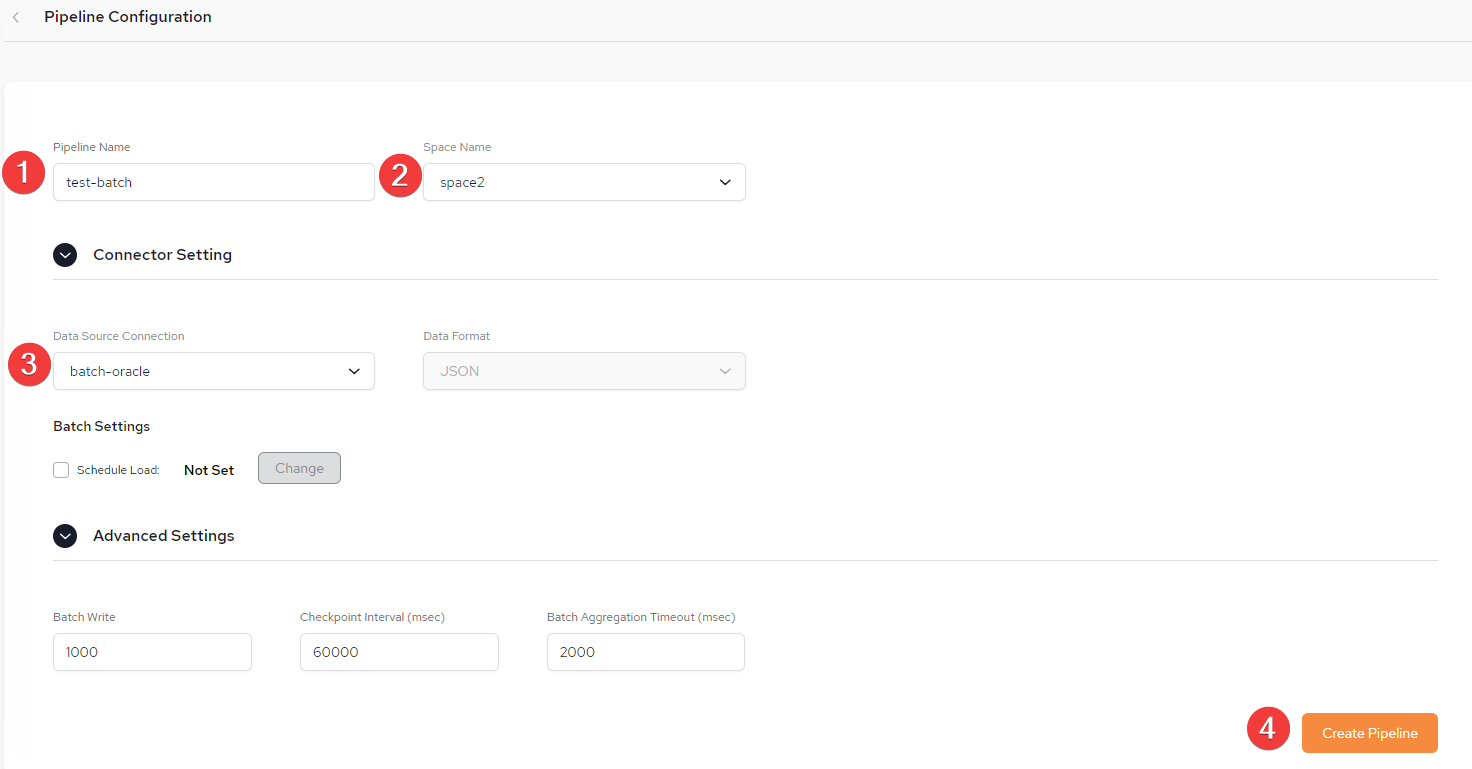 Pipeline Configuration
Pipeline Name
Space Name
1
test-batch
2
space2
Connector Setting
Data Source Connection
Data Format
3
batch-oracle
JSON
Batch Settings
Schedule Load: Not Set Change
Advanced Settings
Batch Write
Checkpoint Interval (msec)
Batch Aggregation Timeout (msec)
1000
60000
2000
4
Create Pipeline